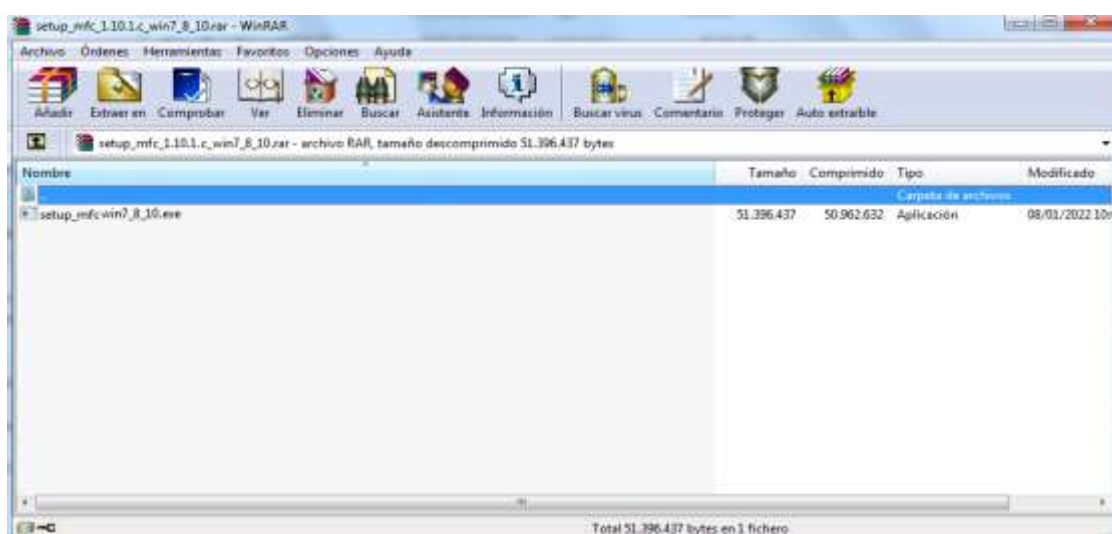 setup_mfc_1.10.1.c_win7_8_10.rar - WinRAR
Archivo Órdenes Herramientas Favoritos Opciones Ayuda
Añadir Extraer en Comprobar Ver Eliminar Buscar Asistente Información Buscar virus Comentario Proteger Auto extraíble
setup_mfc_1.10.1.c_win7_8_10.rar - archivo RAR, tamaño descomprimido 51.396.437 bytes
Nombre Tamaño Comprimido Tipo Modificado
.. Carpeta de archivos
setup_mfc win7_8_10.exe 51.396.437 50.962.632 Aplicación 08/01/2022 10:
Total 51.396.437 bytes en 1 fichero